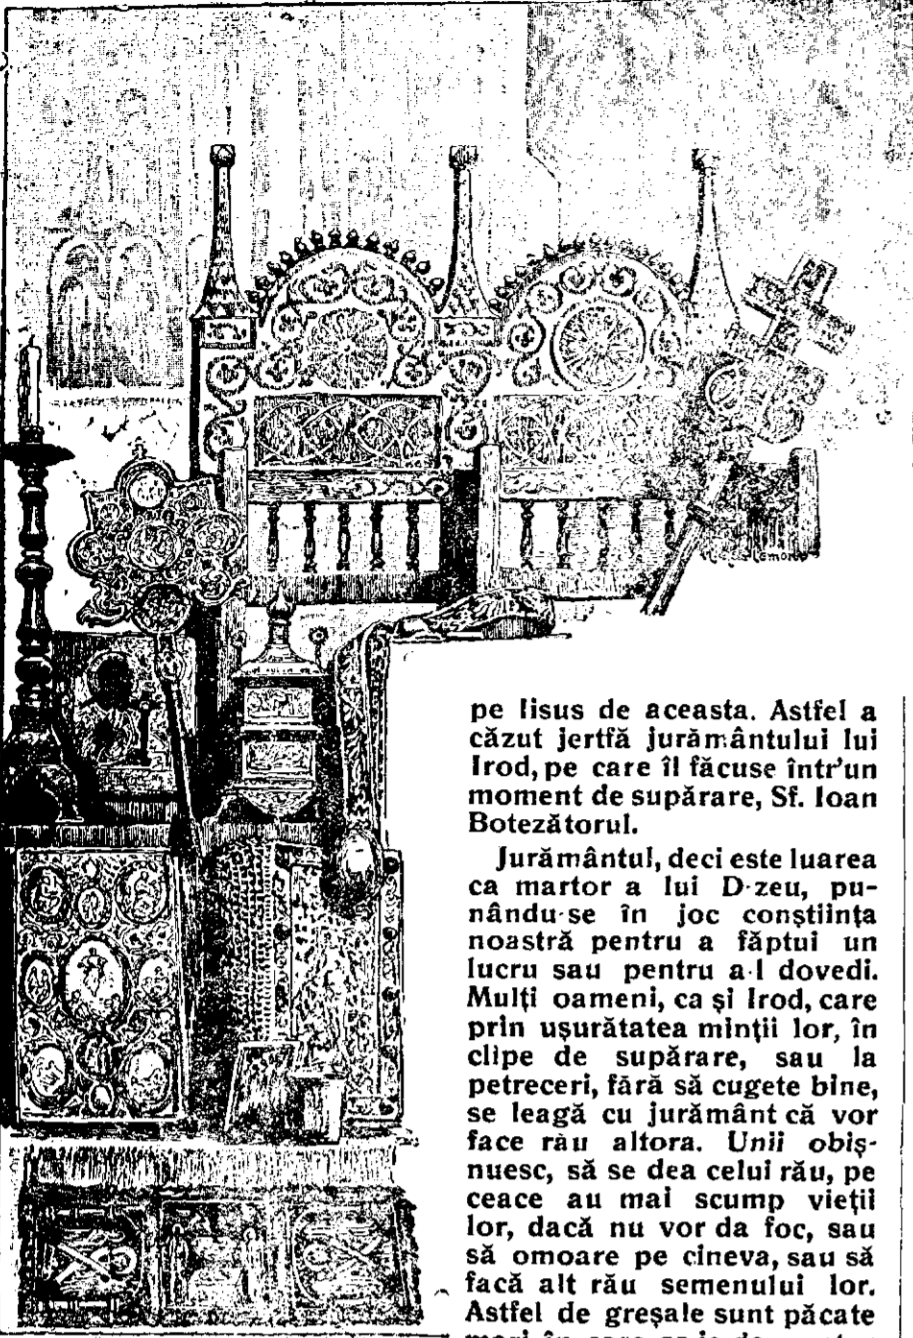 pe Iisus de aceasta. Astfel a
căzut jertfă jurământului lui
Irod, pe care îl făcuse într'un
moment de supărare, Sf. Ioan
Botezătorul.
Jurământul, deci este luarea
ca martor a lui D-zeu, pu-
nându-se în joc conștiința
noastră pentru a făptui un
lucru sau pentru a-l dovedi.
Mulți oameni, ca și Irod, care
prin ușurătatea minții lor, în
clipe de supărare, sau la
petreceri, fără să cugete bine,
se leagă cu jurământ că vor
face rău altora. Unii obiș-
nuesc, să se dea celui rău, pe
ceace au mai scump vieții
lor, dacă nu vor da foc, sau
să omoare pe cineva, sau să
facă alt rău semenului lor.
Astfel de greșale sunt păcate